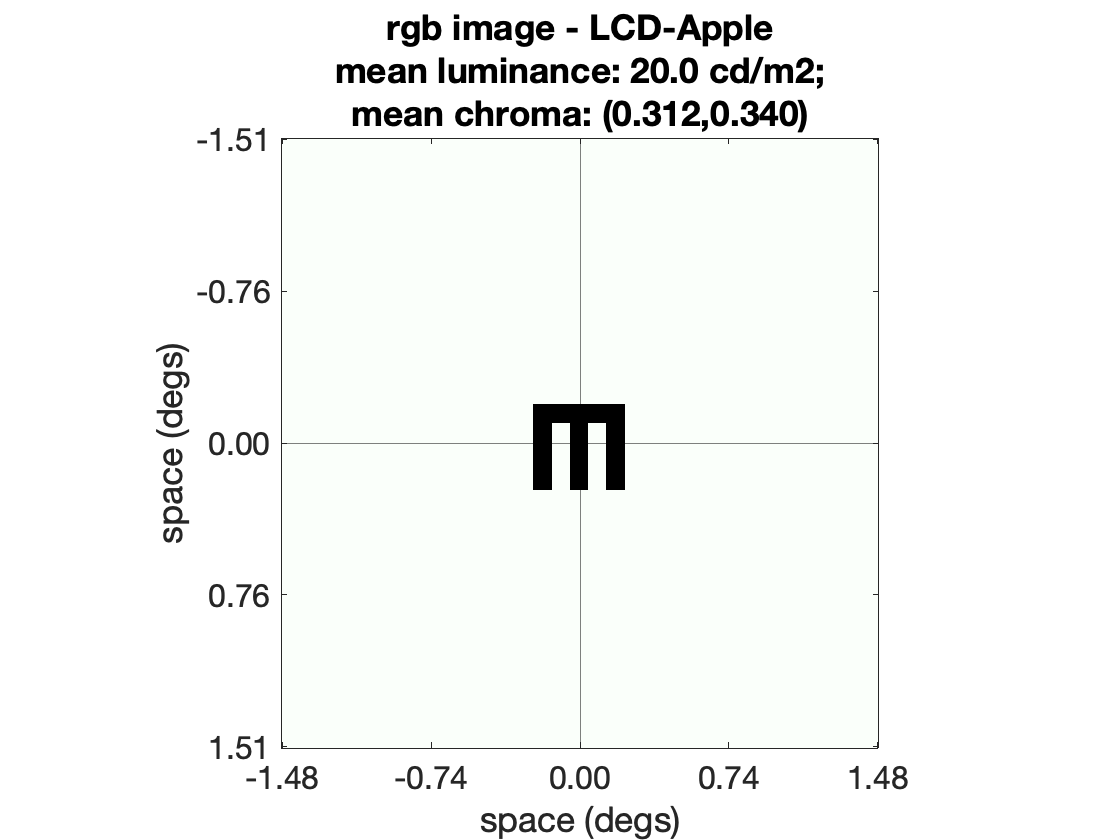 rgb image - LCD-Apple
mean luminance: 20.0 cd/m2;
mean chroma: (0.312,0.340)
-1.51
-0.76
space (degs)
0.00
E
0.76
1.51
-1.48 -0.74 0.00 0.74 1.48
space (degs)